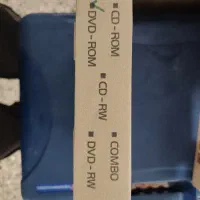 ■ CD-ROM
■ DVD-ROM
■ CD-RW
■ COMBO
■ DVD-RW